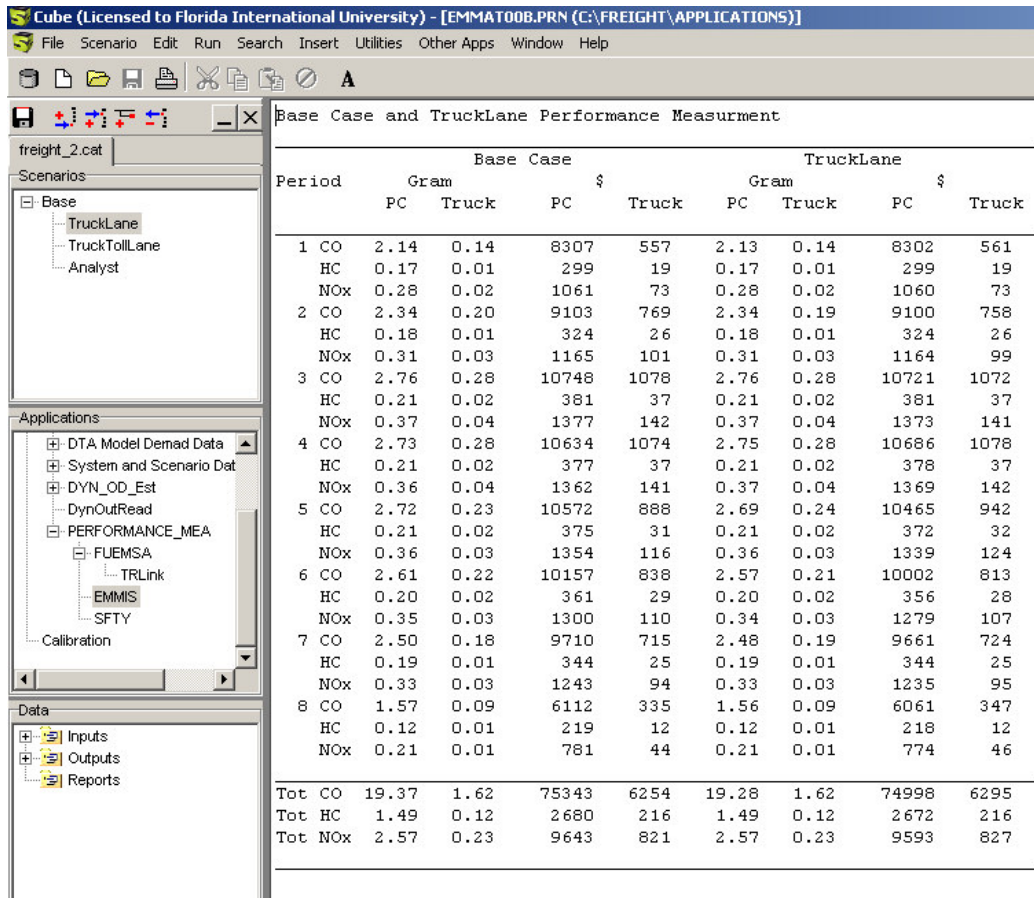 Cube (Licensed to Florida International University) - [EMMAT00B.PRN (C:\FREIGHT\APPLICATIONS)]
File Scenario Edit Run Search Insert Utilities Other Apps Window Help
A
freight_2.cat
Scenarios
Base
TruckLane
TruckTollLane
Analyst
Applications
DTA Model Demad Data
System and Scenario Dat
DYN_OD_Est
DynOutRead
PERFORMANCE_MEA
FUEMSA
TRLink
EMMIS
SFTY
Calibration
Data
Inputs
Outputs
Reports
Base Case and TruckLane Performance Measurment
Base Case TruckLane
Period Gram $ Gram $
PC Truck PC Truck PC Truck PC Truck
1 CO 2.14 0.14 8307 557 2.13 0.14 8302 561
HC 0.17 0.01 299 19 0.17 0.01 299 19
NOx 0.28 0.02 1061 73 0.28 0.02 1060 73
2 CO 2.34 0.20 9103 769 2.34 0.19 9100 758
HC 0.18 0.01 324 26 0.18 0.01 324 26
NOx 0.31 0.03 1165 101 0.31 0.03 1164 99
3 CO 2.76 0.28 10748 1078 2.76 0.28 10721 1072
HC 0.21 0.02 381 37 0.21 0.02 381 37
NOx 0.37 0.04 1377 142 0.37 0.04 1373 141
4 CO 2.73 0.28 10634 1074 2.75 0.28 10686 1078
HC 0.21 0.02 377 37 0.21 0.02 378 37
NOx 0.36 0.04 1362 141 0.37 0.04 1369 142
5 CO 2.72 0.23 10572 888 2.69 0.24 10465 942
HC 0.21 0.02 375 31 0.21 0.02 372 32
NOx 0.36 0.03 1354 116 0.36 0.03 1339 124
6 CO 2.61 0.22 10157 838 2.57 0.21 10002 813
HC 0.20 0.02 361 29 0.20 0.02 356 28
NOx 0.35 0.03 1300 110 0.34 0.03 1279 107
7 CO 2.50 0.18 9710 715 2.48 0.19 9661 724
HC 0.19 0.01 344 25 0.19 0.01 344 25
NOx 0.33 0.03 1243 94 0.33 0.03 1235 95
8 CO 1.57 0.09 6112 335 1.56 0.09 6061 347
HC 0.12 0.01 219 12 0.12 0.01 218 12
NOx 0.21 0.01 781 44 0.21 0.01 774 46
Tot CO 19.37 1.62 75343 6254 19.28 1.62 74998 6295
Tot HC 1.49 0.12 2680 216 1.49 0.12 2672 216
Tot NOx 2.57 0.23 9643 821 2.57 0.23 9593 827